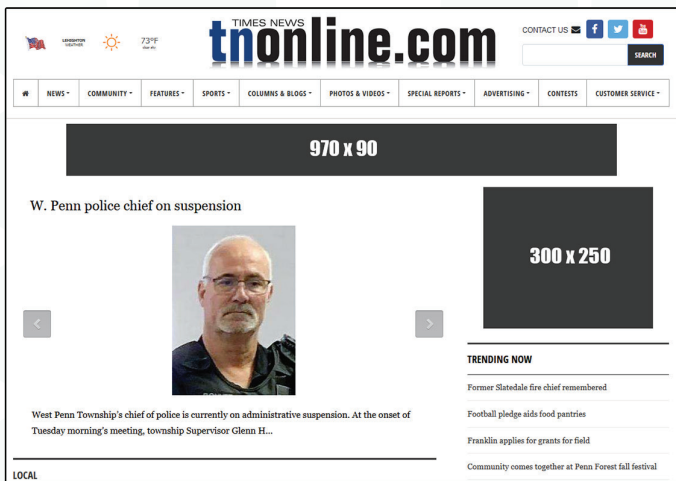 LEHIGHTON
WEATHER
73°F
clear sky
TIMES NEWS
tnonline.com
CONTACT US
SEARCH
NEWS
COMMUNITY
FEATURES
SPORTS
COLUMNS & BLOGS
PHOTOS & VIDEOS
SPECIAL REPORTS
ADVERTISING
CONTESTS
CUSTOMER SERVICE
970 x 90
W. Penn police chief on suspension
West Penn Township's chief of police is currently on administrative suspension. At the onset of
Tuesday morning's meeting, township Supervisor Glenn H...
LOCAL
300 x 250
TRENDING NOW
Former Slatedale fire chief remembered
Football pledge aids food pantries
Franklin applies for grants for field
Community comes together at Penn Forest fall festival